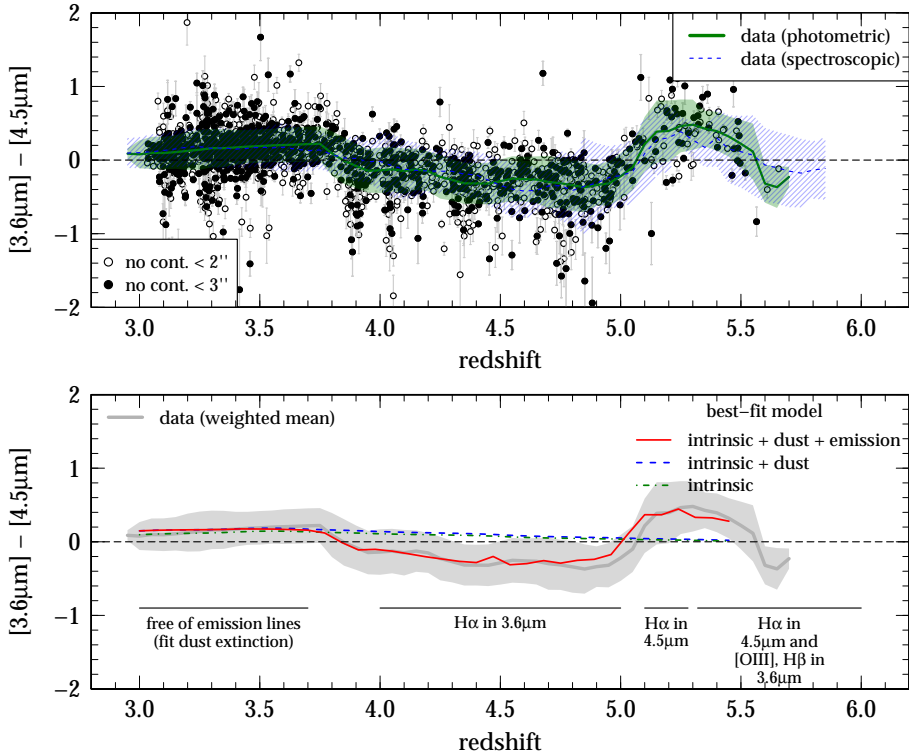 2
1
0
−1
−2
[3.6µm] − [4.5µm]
data (photometric)
data (spectroscopic)
no cont. < 2''
no cont. < 3''
3.0 3.5 4.0 4.5 5.0 5.5 6.0
redshift
2
1
0
−1
−2
[3.6µm] − [4.5µm]
data (weighted mean)
best−fit model
intrinsic + dust + emission
intrinsic + dust
intrinsic
free of emission lines
(fit dust extinction)
Hα in 3.6µm
Hα in
4.5µm
Hα in
4.5µm and
[OIII], Hβ in
3.6µm
3.0 3.5 4.0 4.5 5.0 5.5 6.0
redshift